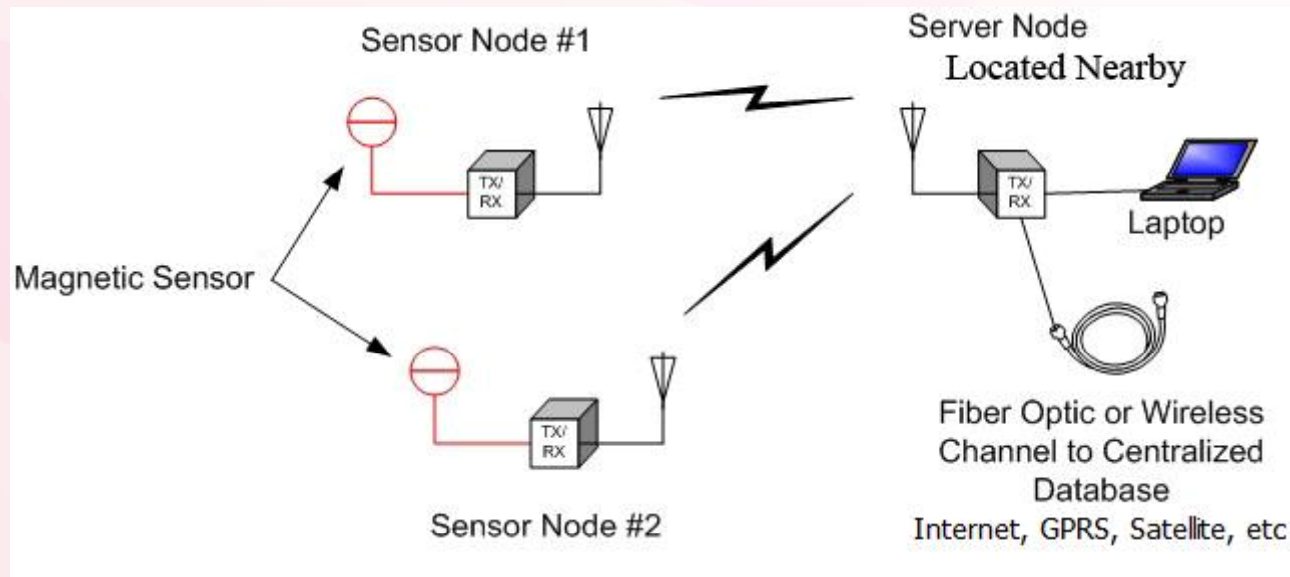 Sensor Node #1
Server Node
Located Nearby
TX/
RX
TX/
RX
Laptop
Magnetic Sensor
TX/
RX
Fiber Optic or Wireless
Channel to Centralized
Database
Internet, GPRS, Satellite, etc
Sensor Node #2